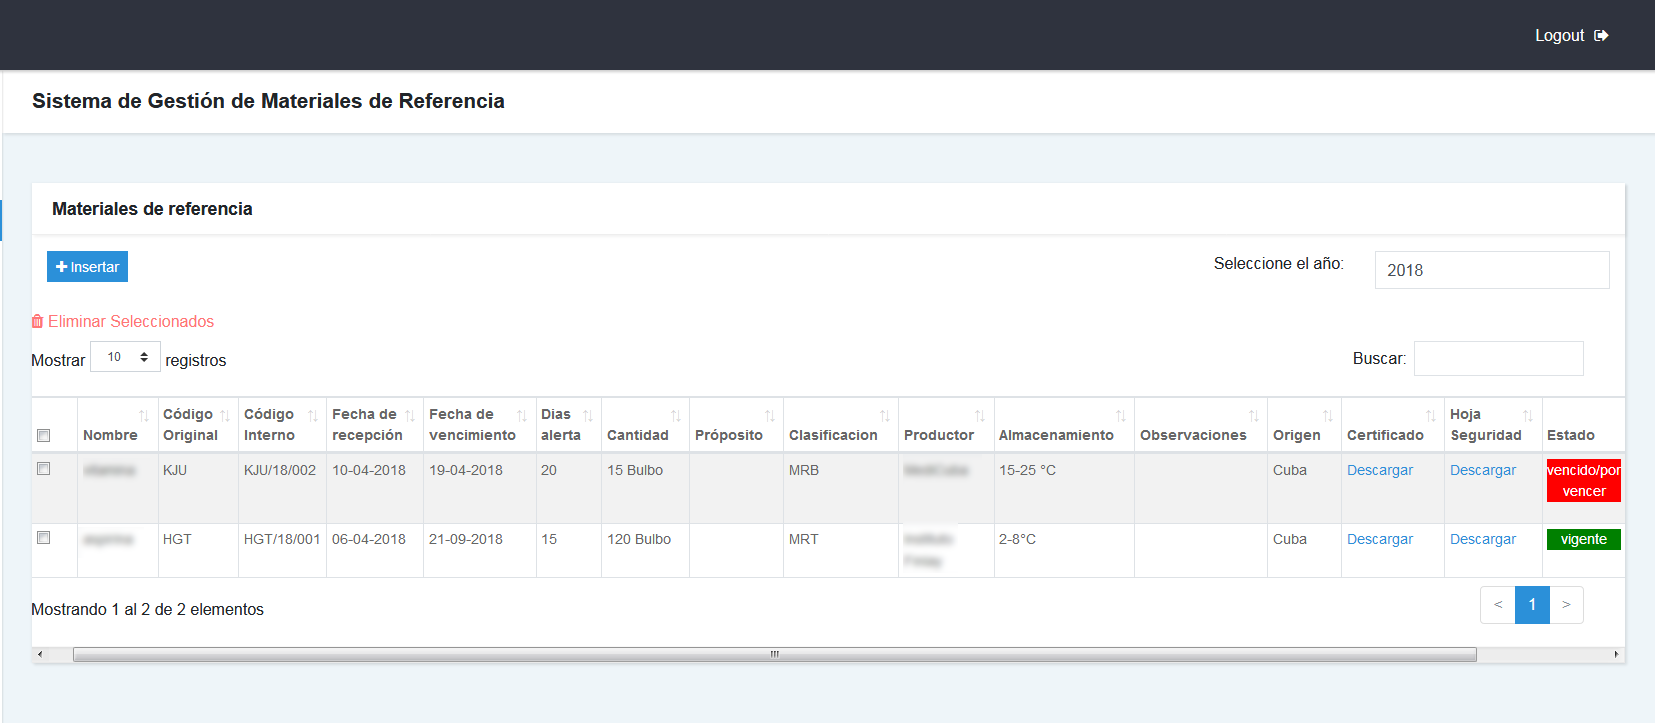 Logout
Sistema de Gestión de Materiales de Referencia
Materiales de referencia
Insertar
Seleccione el año: 2018
Eliminar Seleccionados
Mostrar 10 registros
Buscar:
Nombre
Código Original
Código Interno
Fecha de recepción
Fecha de vencimiento
Dias alerta
Cantidad
Próposito
Clasificacion
Productor
Almacenamiento
Observaciones
Origen
Certificado
Hoja Seguridad
Estado
KJU KJU/18/002 10-04-2018 19-04-2018 20 15 Bulbo MRB 15-25 °C Cuba Descargar Descargar vencido/por vencer
HGT HGT/18/001 06-04-2018 21-09-2018 15 120 Bulbo MRT 2-8°C Cuba Descargar Descargar vigente
Mostrando 1 al 2 de 2 elementos
< 1 >